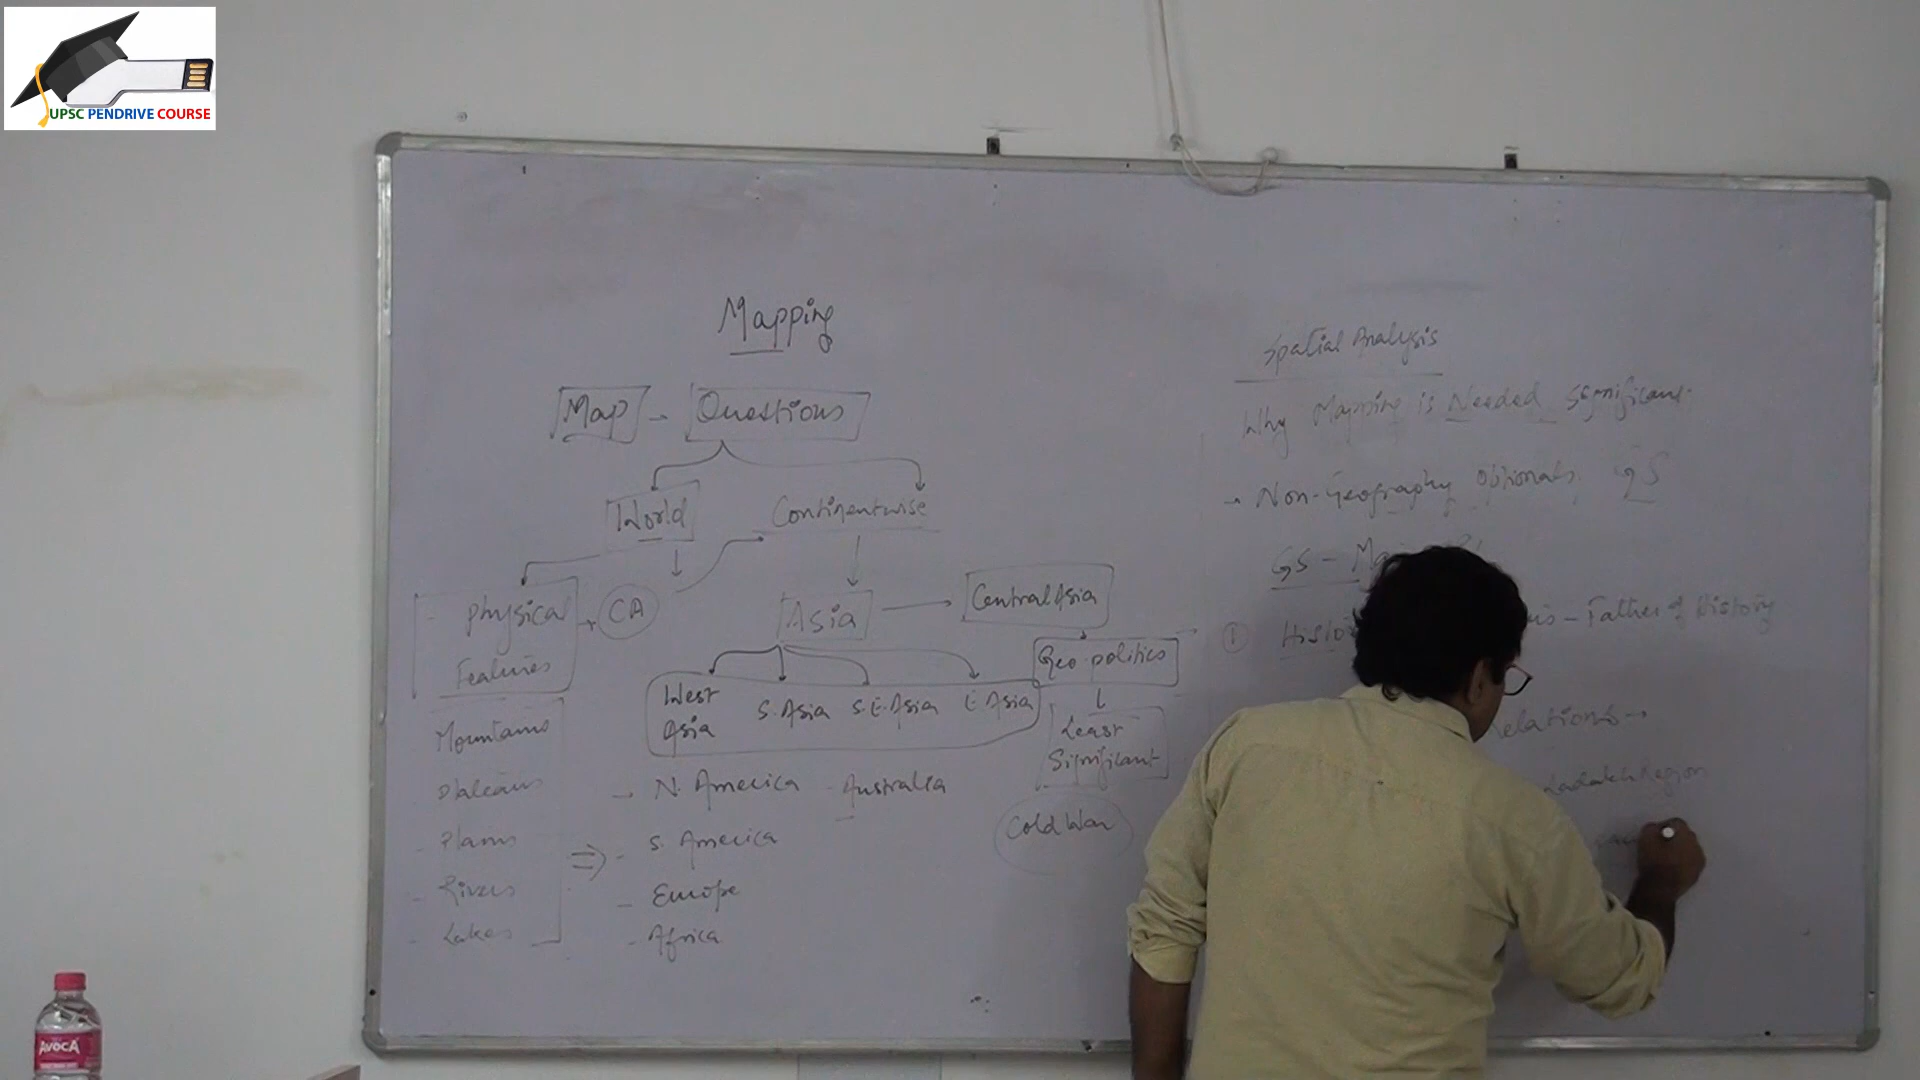 UPSC PENDRIVE COURSE
Mapping
Map - Questions
World Continentwise
Physical
Features
CA
Asia
Central Asia
Geo-politics
West
Asia
S. Asia
S.E. Asia
E. Asia
Least
Significant
Cold War
Mountains
Plateaus
Plains
Rivers
Lakes
- N. America - Australia
- S. America
- Europe
- Africa
Spatial Analysis
Why Mapping is Needed
→ Non-Geography Optionals. GS
GS -
① - Father of History
elations →
Ladakh Region
AvocA